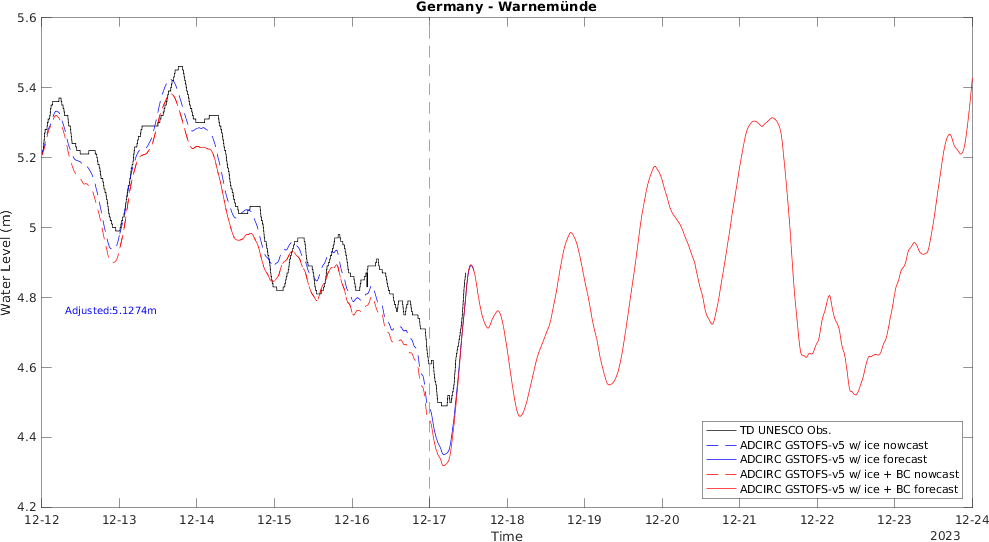 Germany - Warnemünde
5.6
5.4
5.2
5
4.8
4.6
4.4
4.2
Water Level (m)
Adjusted:5.1274m
TD UNESCO Obs.
ADCIRC GSTOFS-v5 w/ ice nowcast
ADCIRC GSTOFS-v5 w/ ice forecast
ADCIRC GSTOFS-v5 w/ ice + BC nowcast
ADCIRC GSTOFS-v5 w/ ice + BC forecast
12-12 12-13 12-14 12-15 12-16 12-17 12-18 12-19 12-20 12-21 12-22 12-23 12-24
Time
2023